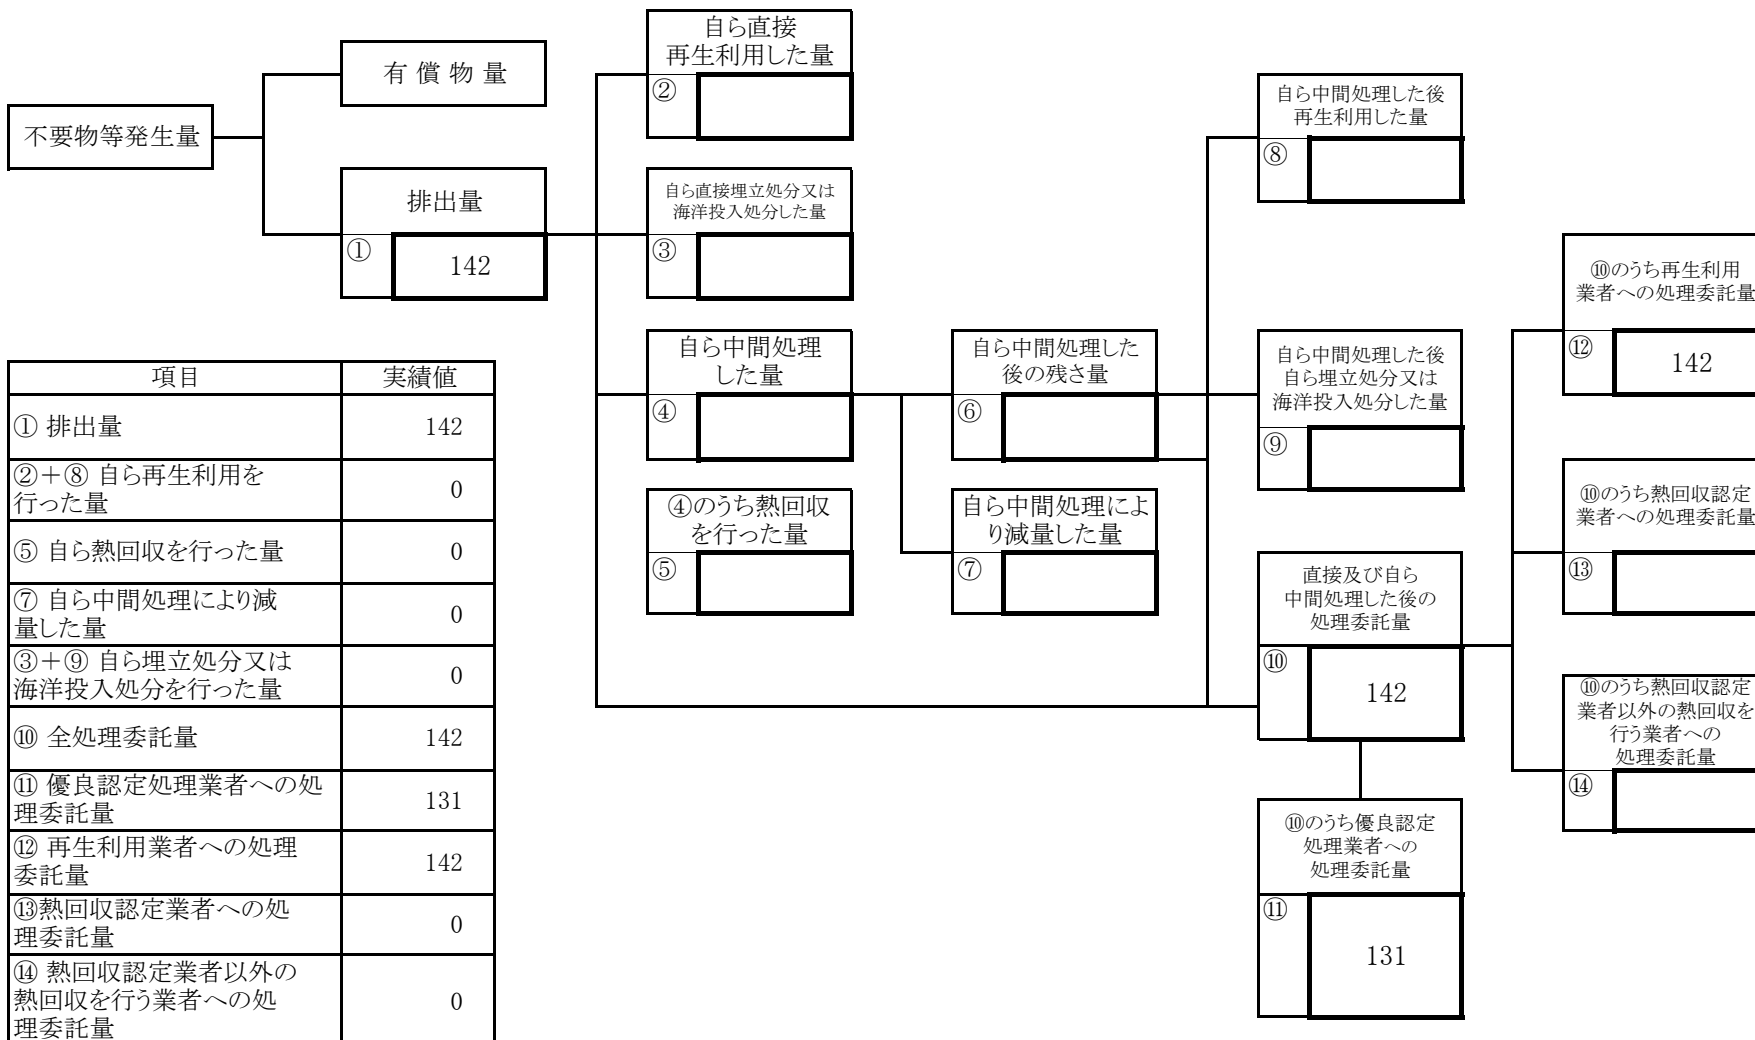 自ら直接
再生利用した量
②
有 償 物 量
不要物等発生量
排出量
①
142
自ら直接埋立処分又は
海洋投入処分した量
③
自ら中間処理した後
再生利用した量
⑧
自ら中間処理
した量
④
自ら中間処理した
後の残さ量
⑥
自ら中間処理した後
自ら埋立処分又は
海洋投入処分した量
⑨
④のうち熱回収
を行った量
⑤
自ら中間処理によ
り減量した量
⑦
直接及び自ら
中間処理した後の
処理委託量
⑩
142
⑩のうち優良認定
処理業者への
処理委託量
⑪
131
⑩のうち再生利用
業者への処理委託量
⑫
142
⑩のうち熱回収認定
業者への処理委託量
⑬
⑩のうち熱回収認定
業者以外の熱回収を
行う業者への
処理委託量
⑭
項目 実績値
① 排出量 142
②＋⑧ 自ら再生利用を
行った量 0
⑤ 自ら熱回収を行った量 0
⑦ 自ら中間処理により減
量した量 0
③＋⑨ 自ら埋立処分又は
海洋投入処分を行った量 0
⑩ 全処理委託量 142
⑪ 優良認定処理業者への処
理委託量 131
⑫ 再生利用業者への処理
委託量 142
⑬熱回収認定業者への処
理委託量 0
⑭ 熱回収認定業者以外の
熱回収を行う業者への処
理委託量 0